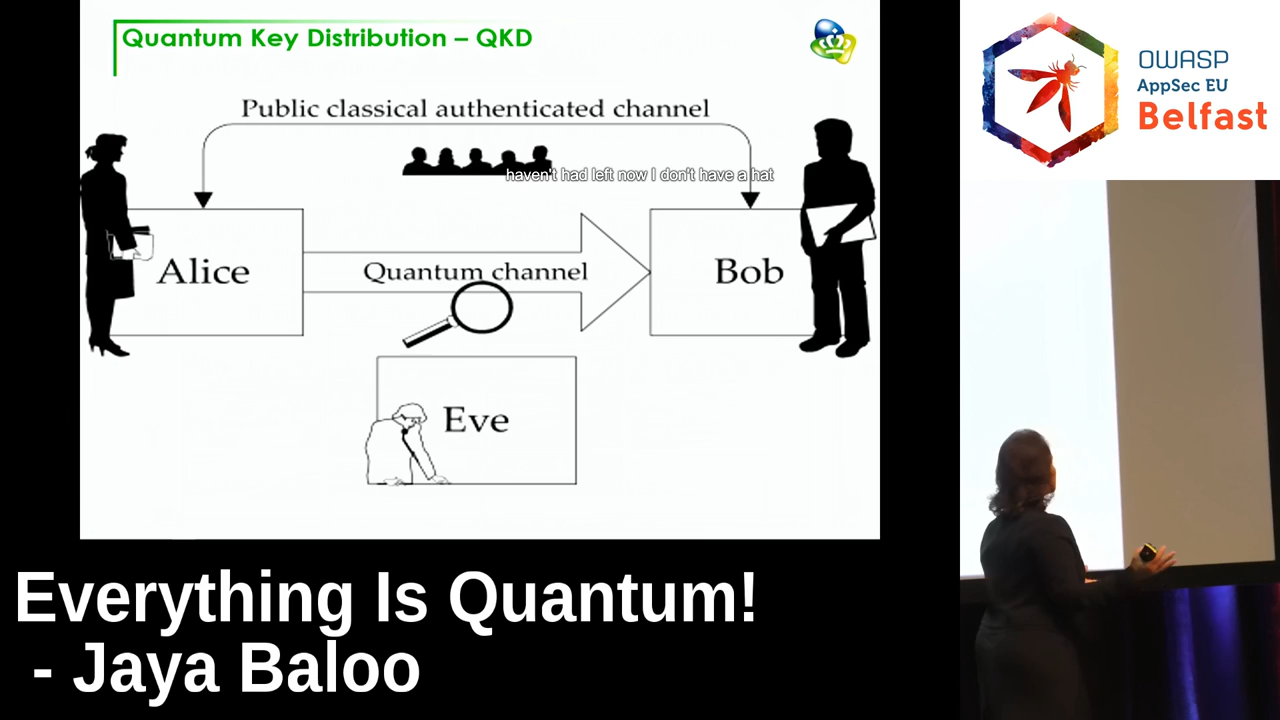 Quantum Key Distribution – QKD
Public classical authenticated channel
haven't had left now I don't have a hat
Alice
Quantum channel
Bob
Eve
Everything Is Quantum!
- Jaya Baloo
OWASP
AppSec EU
Belfast